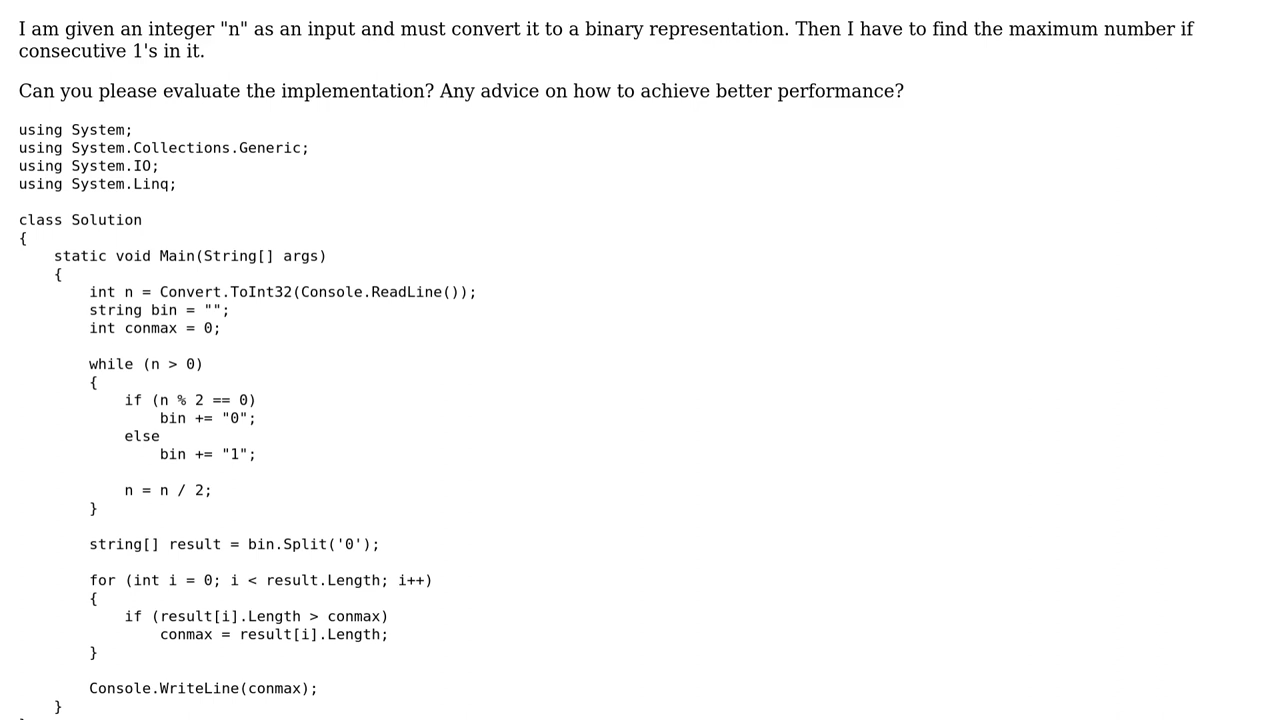 I am given an integer "n" as an input and must convert it to a binary representation. Then I have to find the maximum number if
consecutive 1's in it.
Can you please evaluate the implementation? Any advice on how to achieve better performance?
using System;
using System.Collections.Generic;
using System.IO;
using System.Linq;
class Solution
{
    static void Main(String[] args)
    {
        int n = Convert.ToInt32(Console.ReadLine());
        string bin = "";
        int conmax = 0;
        while (n > 0)
        {
            if (n % 2 == 0)
                bin += "0";
            else
                bin += "1";
            n = n / 2;
        }
        string[] result = bin.Split('0');
        for (int i = 0; i < result.Length; i++)
        {
            if (result[i].Length > conmax)
                conmax = result[i].Length;
        }
        Console.WriteLine(conmax);
    }